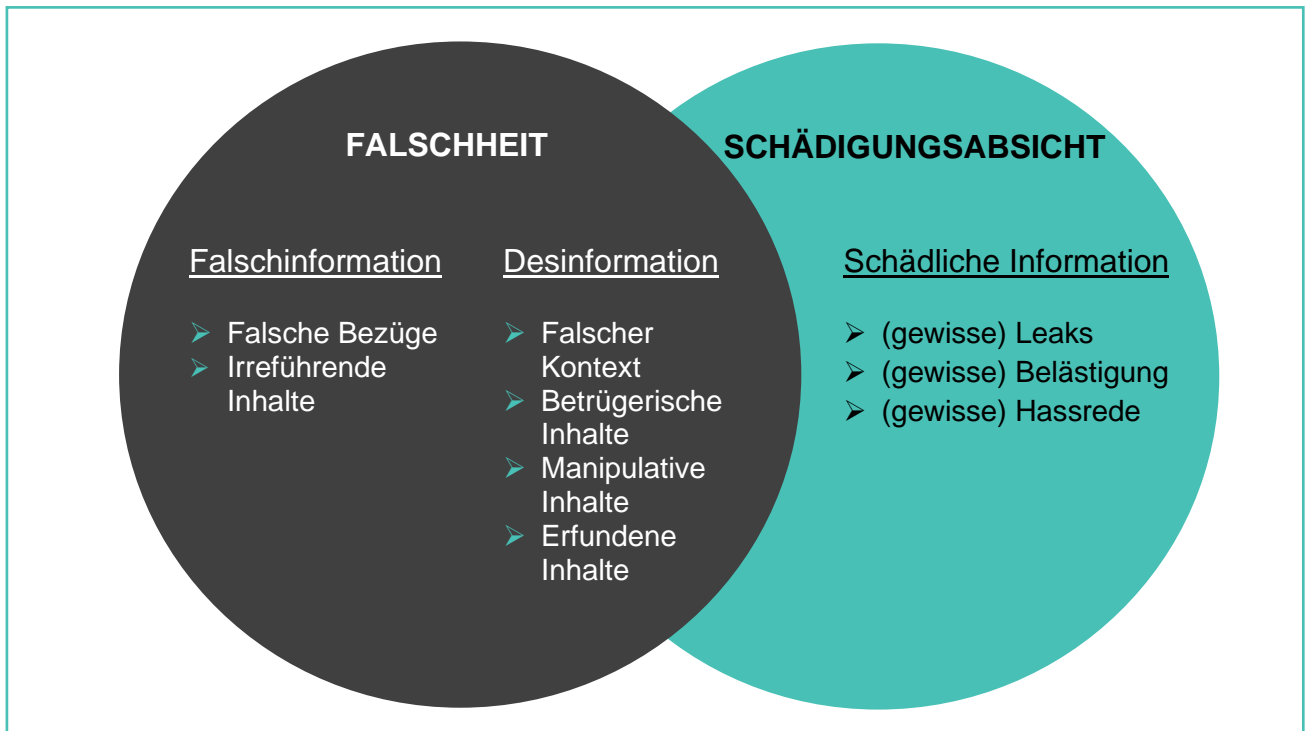 FALSCHHEIT
SCHÄDIGUNGSABSICHT
Falschinformation
➢ Falsche Bezüge
➢ Irreführende
Inhalte
Desinformation
➢ Falscher
Kontext
➢ Betrügerische
Inhalte
➢ Manipulative
Inhalte
➢ Erfundene
Inhalte
Schädliche Information
➢ (gewisse) Leaks
➢ (gewisse) Belästigung
➢ (gewisse) Hassrede